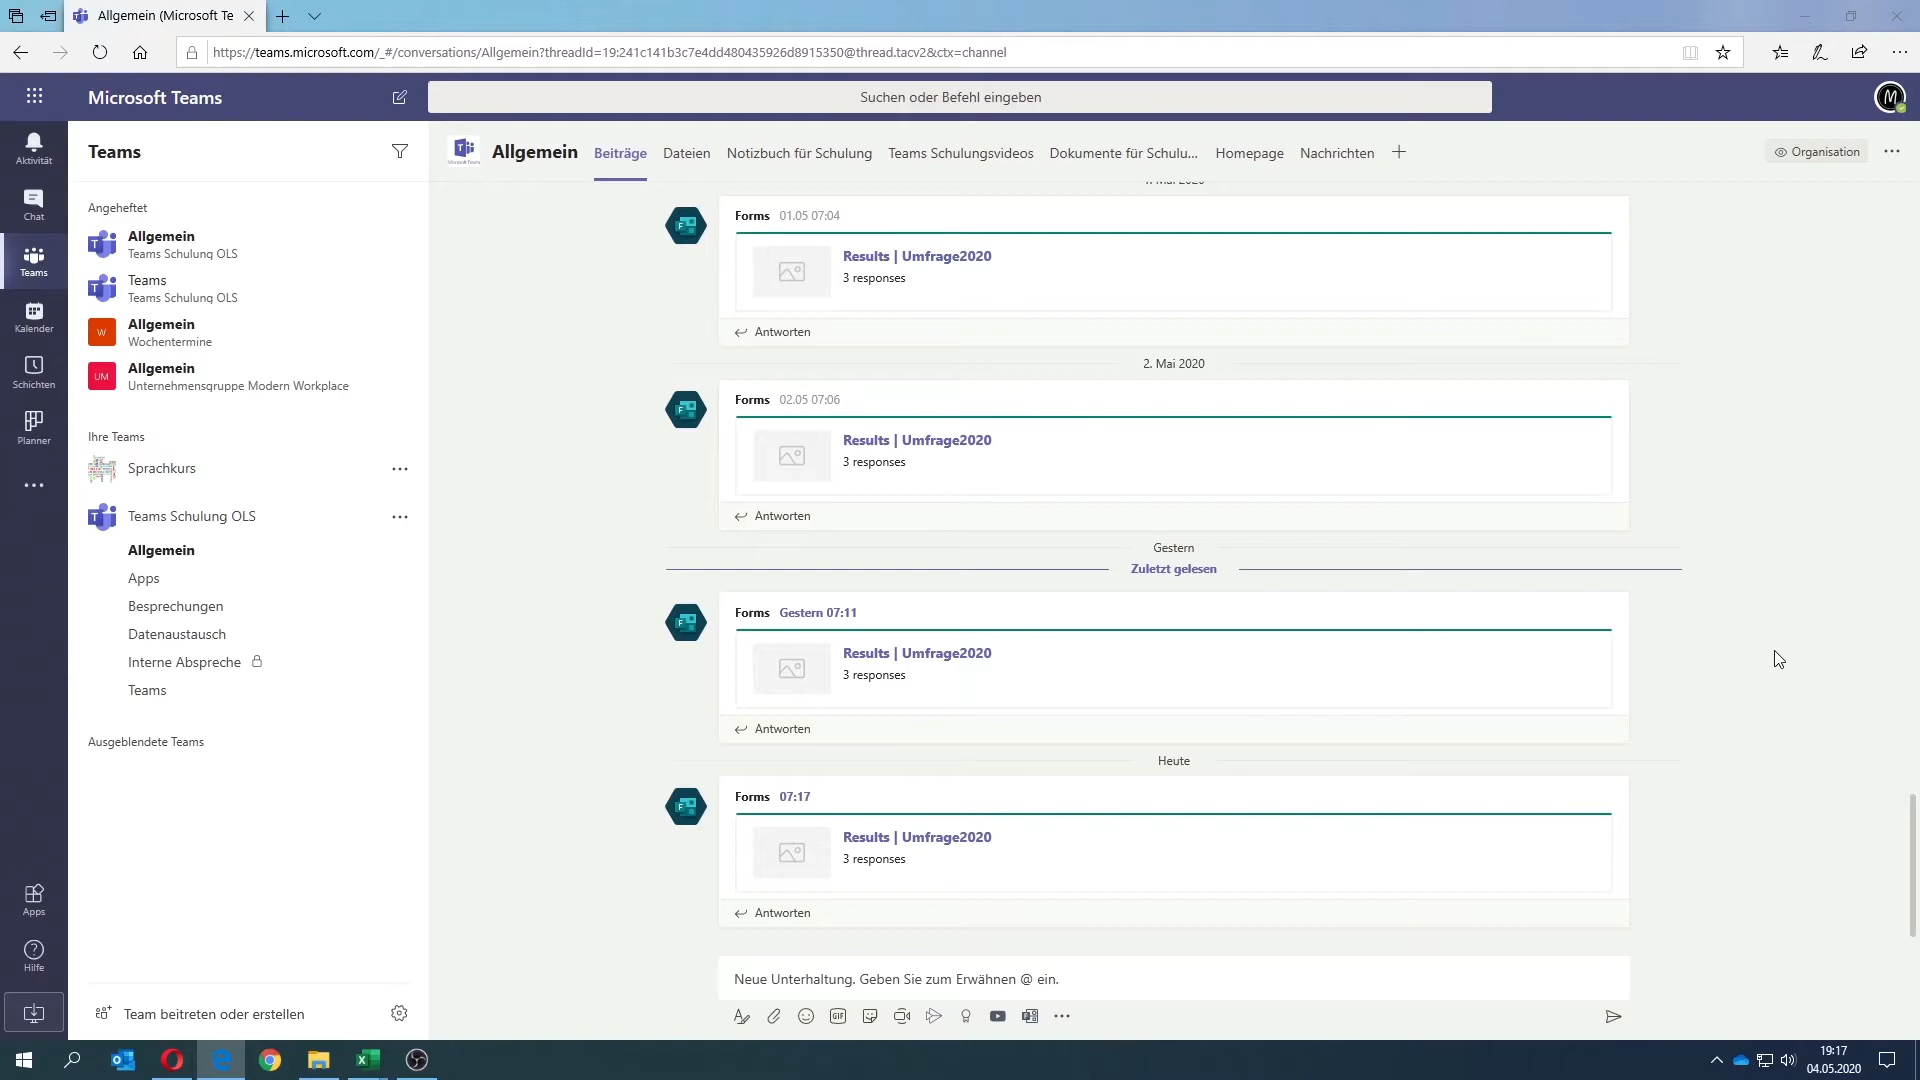 Allgemein (Microsoft Te
https://teams.microsoft.com/_#/conversations/Allgemein?threadId=19:241c141b3c7e4dd480435926d8915350@thread.tacv2&ctx=channel
Microsoft Teams
Suchen oder Befehl eingeben
Aktivität
Chat
Teams
Kalender
Schichten
Planner
Apps
Hilfe
Teams
Angeheftet
Allgemein
Teams Schulung OLS
Teams
Teams Schulung OLS
W
Allgemein
Wochentermine
UM
Allgemein
Unternehmensgruppe Modern Workplace
Ihre Teams
Sprachkurs
Teams Schulung OLS
Allgemein
Apps
Besprechungen
Datenaustausch
Interne Abspreche
Teams
Ausgeblendete Teams
Team beitreten oder erstellen
Allgemein
Beiträge
Dateien
Notizbuch für Schulung
Teams Schulungsvideos
Dokumente für Schulu...
Homepage
Nachrichten
Organisation
1. Mai 2020
Forms 01.05 07:04
Results | Umfrage2020
3 responses
Antworten
2. Mai 2020
Forms 02.05 07:06
Results | Umfrage2020
3 responses
Antworten
Gestern
Zuletzt gelesen
Forms Gestern 07:11
Results | Umfrage2020
3 responses
Antworten
Heute
Forms 07:17
Results | Umfrage2020
3 responses
Antworten
Neue Unterhaltung. Geben Sie zum Erwähnen @ ein.
GIF
19:17
04.05.2020